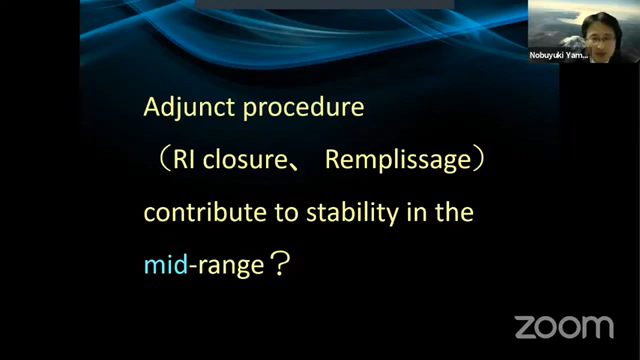 Nobuyuki Yam...
Adjunct procedure
（RI closure、 Remplissage）
contribute to stability in the
mid-range？
zoom